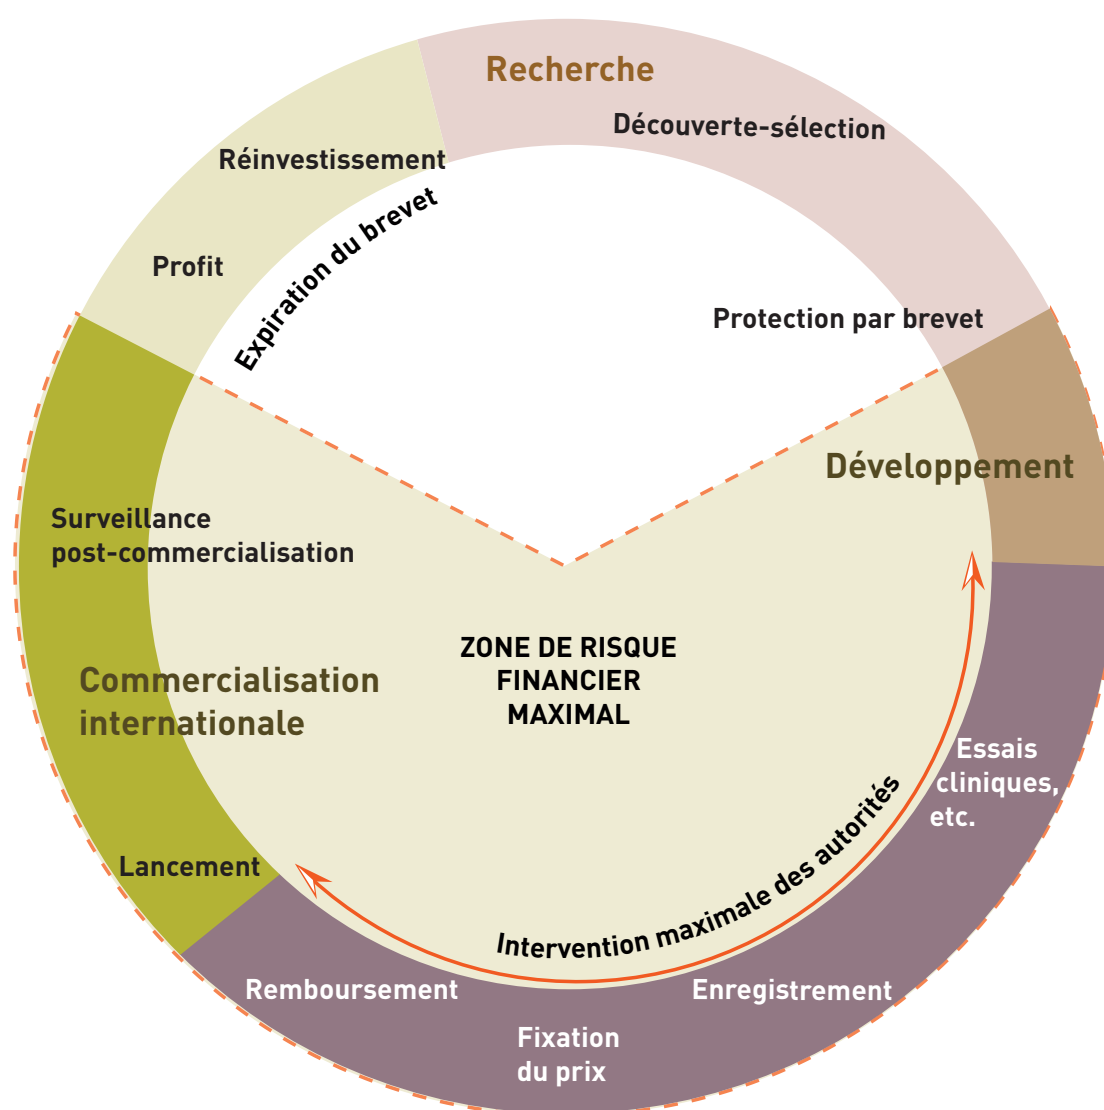 Recherche
Découverte-sélection
Réinvestissement
Expiration du brevet
Profit
Protection par brevet
Développement
Surveillance
post-commercialisation
ZONE DE RISQUE
FINANCIER
MAXIMAL
Commercialisation
internationale
Essais
cliniques,
etc.
Intervention maximale des autorités
Lancement
Remboursement
Enregistrement
Fixation
du prix